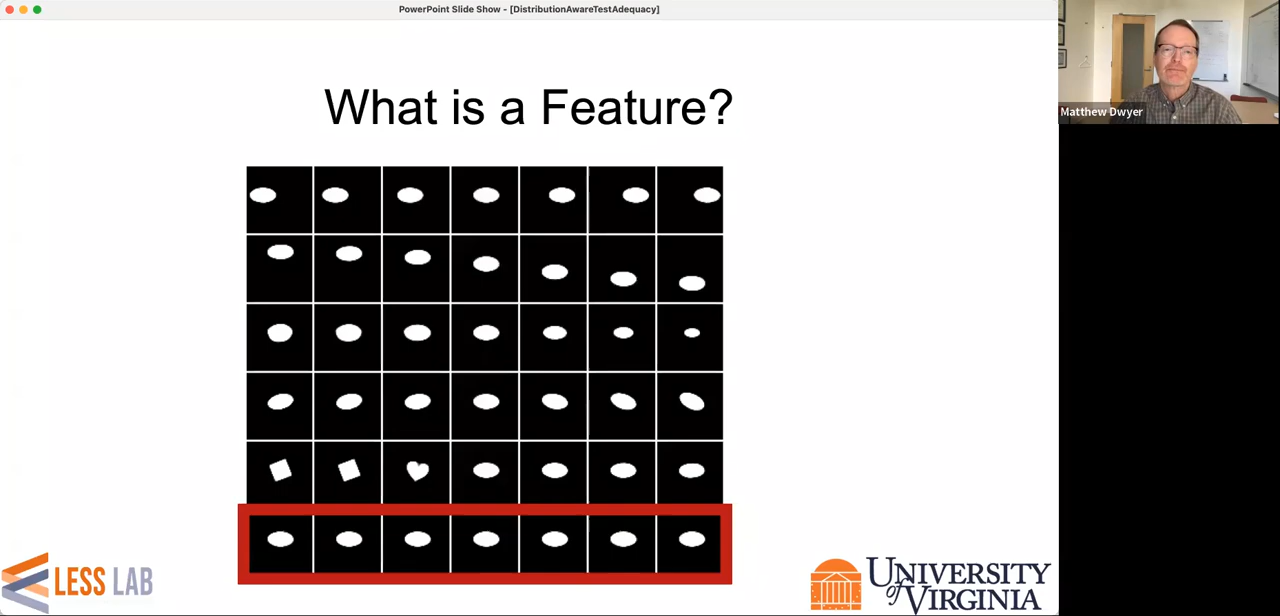 PowerPoint Slide Show - [DistributionAwareTestAdequacy]
What is a Feature?
Matthew Dwyer
LESS LAB
UNIVERSITY
of VIRGINIA